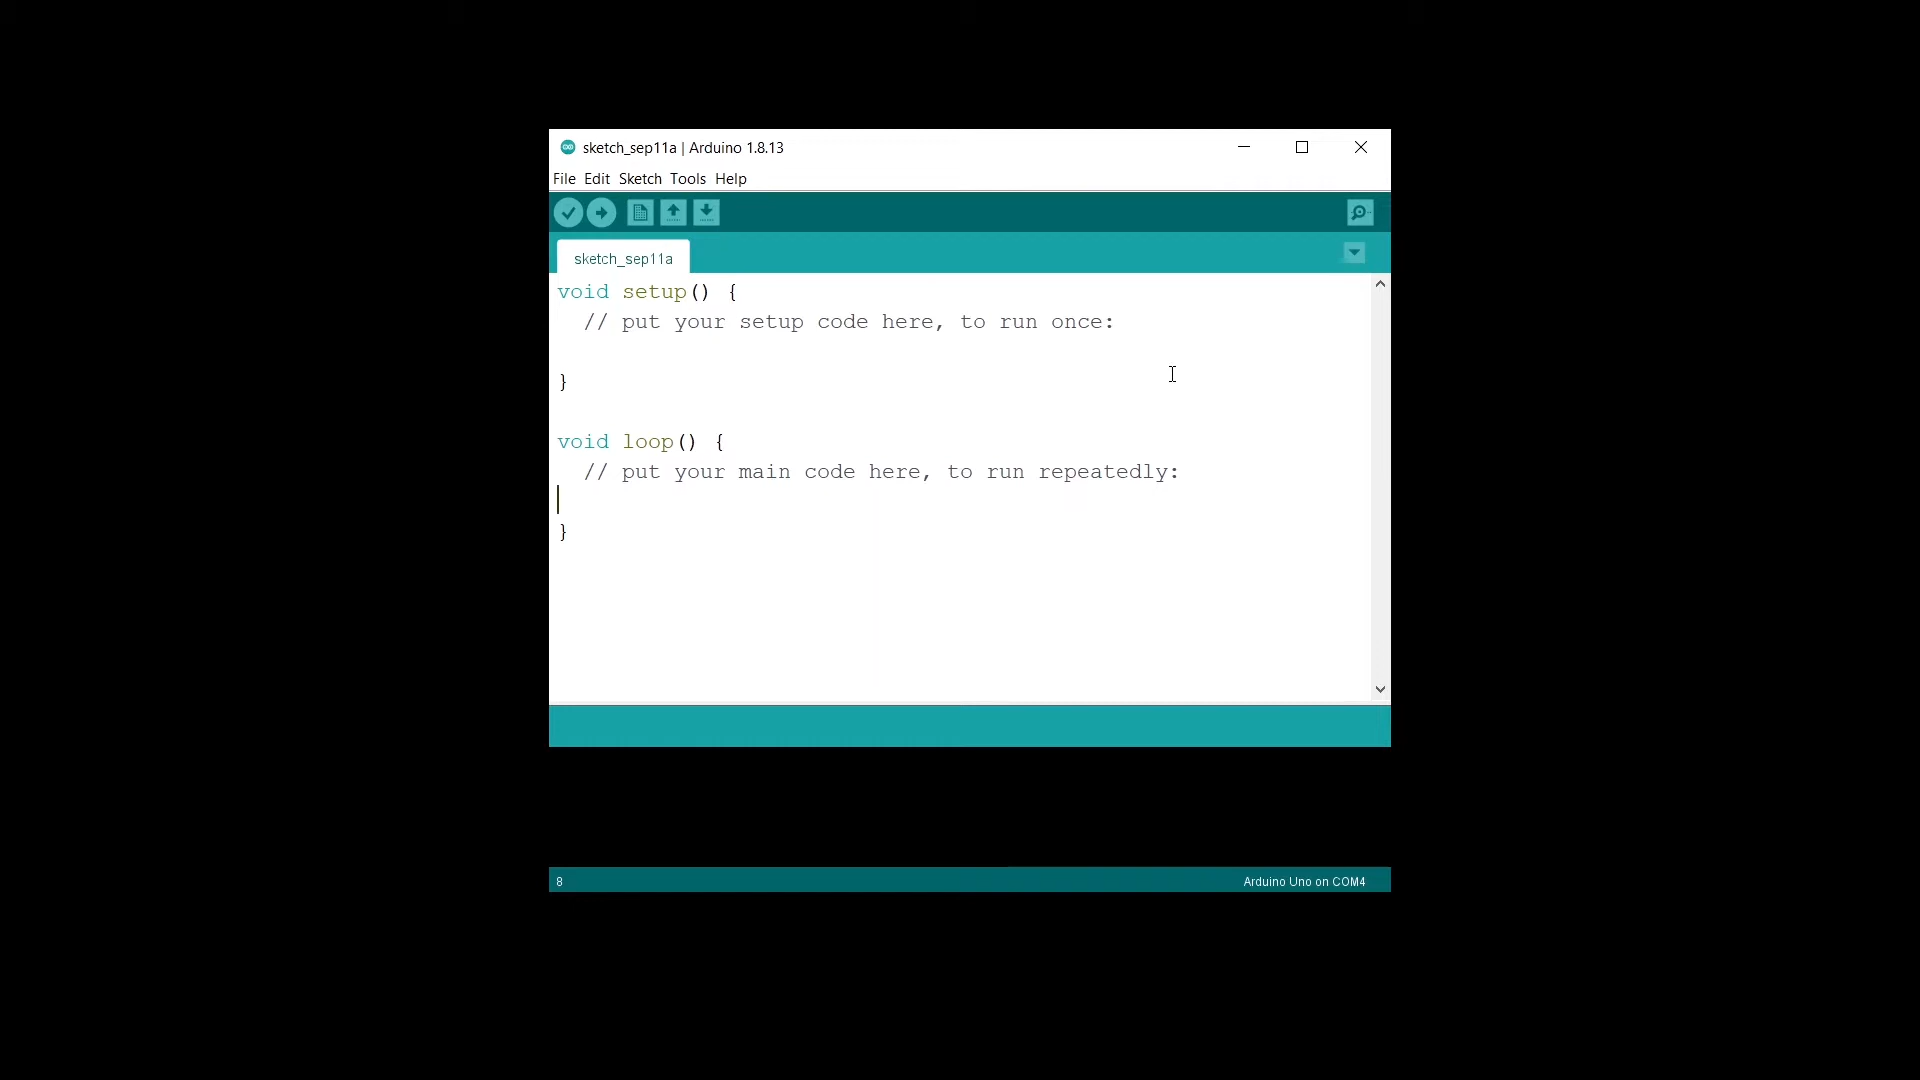 sketch_sep11a | Arduino 1.8.13
File Edit Sketch Tools Help
sketch_sep11a
void setup() {
  // put your setup code here, to run once:
}
void loop() {
  // put your main code here, to run repeatedly:
}
8
Arduino Uno on COM4